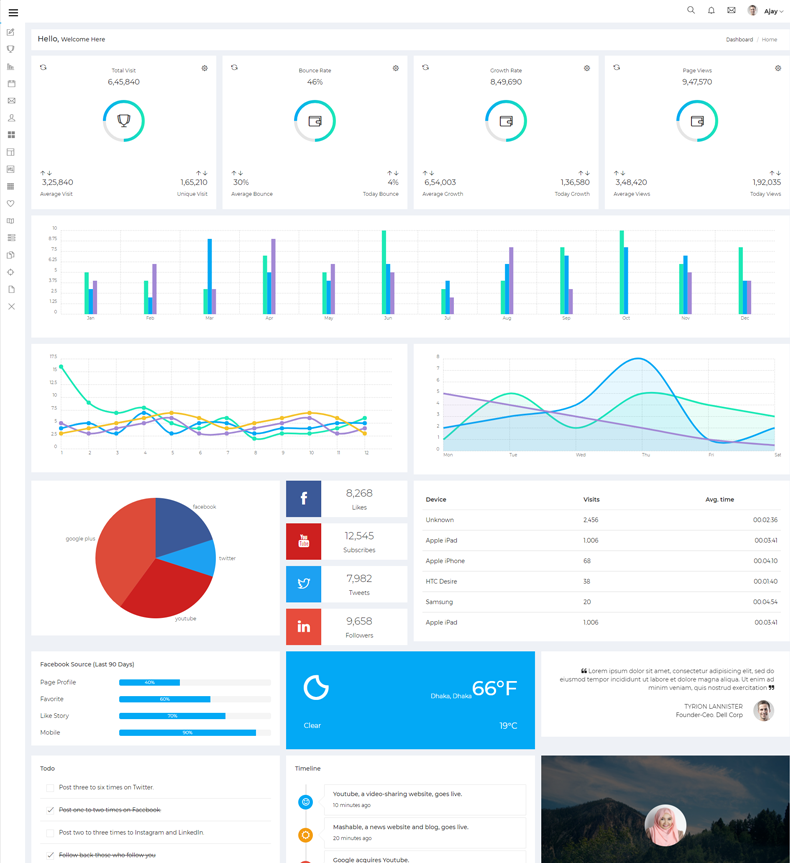 Ajay
Hello, Welcome Here
Dashboard / Home
Total Visit
6,45,840
3,25,840
Average Visit
1,65,210
Unique Visit
Bounce Rate
46%
30%
Average Bounce
4%
Today Bounce
Growth Rate
8,49,690
6,54,003
Average Growth
1,36,580
Today Growth
Page Views
9,47,570
3,48,420
Average Views
1,92,035
Today Views
10
8.75
7.5
6.25
5
3.75
2.5
1.25
0
Jan Feb Mar Apr May Jun Jul Aug Sep Oct Nov Dec
17.5
15
12.5
10
7.5
5
2.5
0
1 2 3 4 5 6 7 8 9 10 11 12
8
7
6
5
4
3
2
1
0
Mon Tue Wed Thu Fri Sat
facebook
twitter
youtube
google plus
8,268
Likes
You
Tube
12,545
Subscribes
7,982
Tweets
in
9,658
Followers
Device Visits Avg. time
Unknown 2,456 00:02:36
Apple iPad 1,006 00:03:41
Apple iPhone 68 00:04:10
HTC Desire 38 00:01:40
Samsung 20 00:04:54
Apple iPad 1,006 00:03:41
Facebook Source (Last 90 Days)
Page Profile 40%
Favorite 60%
Like Story 70%
Mobile 90%
Dhaka, Dhaka 66°F
Clear 19°C
❝ Lorem ipsum dolor sit amet, consectetur adipisicing elit, sed do
eiusmod tempor incididunt ut labore et dolore magna aliqua. Ut enim ad
minim veniam, quis nostrud exercitation ❞
TYRION LANNISTER
Founder-Ceo. Dell Corp
Todo
Post three to six times on Twitter.
Post one to two times on Facebook.
Post two to three times to Instagram and LinkedIn.
Follow back those who follow you
Timeline
Youtube, a video-sharing website, goes live.
10 minutes ago
Mashable, a news website and blog, goes live.
20 minutes ago
Google acquires Youtube.